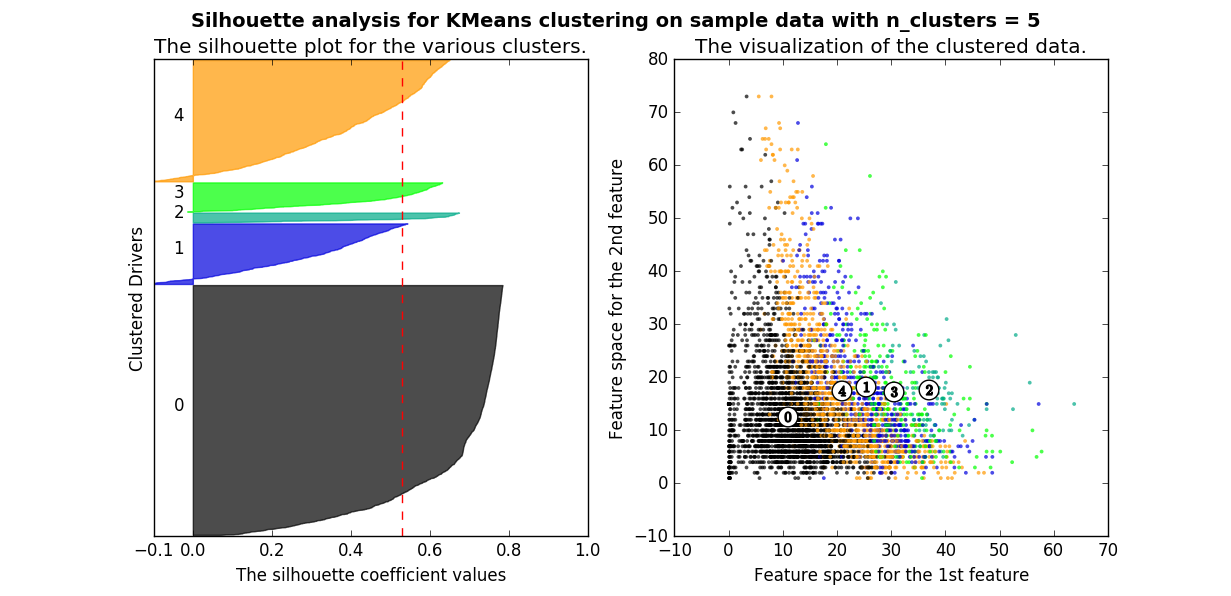 Silhouette analysis for KMeans clustering on sample data with n_clusters = 5
The silhouette plot for the various clusters.
Clustered Drivers
4
3
2
1
0
−0.1 0.0 0.2 0.4 0.6 0.8 1.0
The silhouette coefficient values
The visualization of the clustered data.
Feature space for the 2nd feature
80
70
60
50
40
30
20
10
0
−10
4 1 3 2
0
−10 0 10 20 30 40 50 60 70
Feature space for the 1st feature